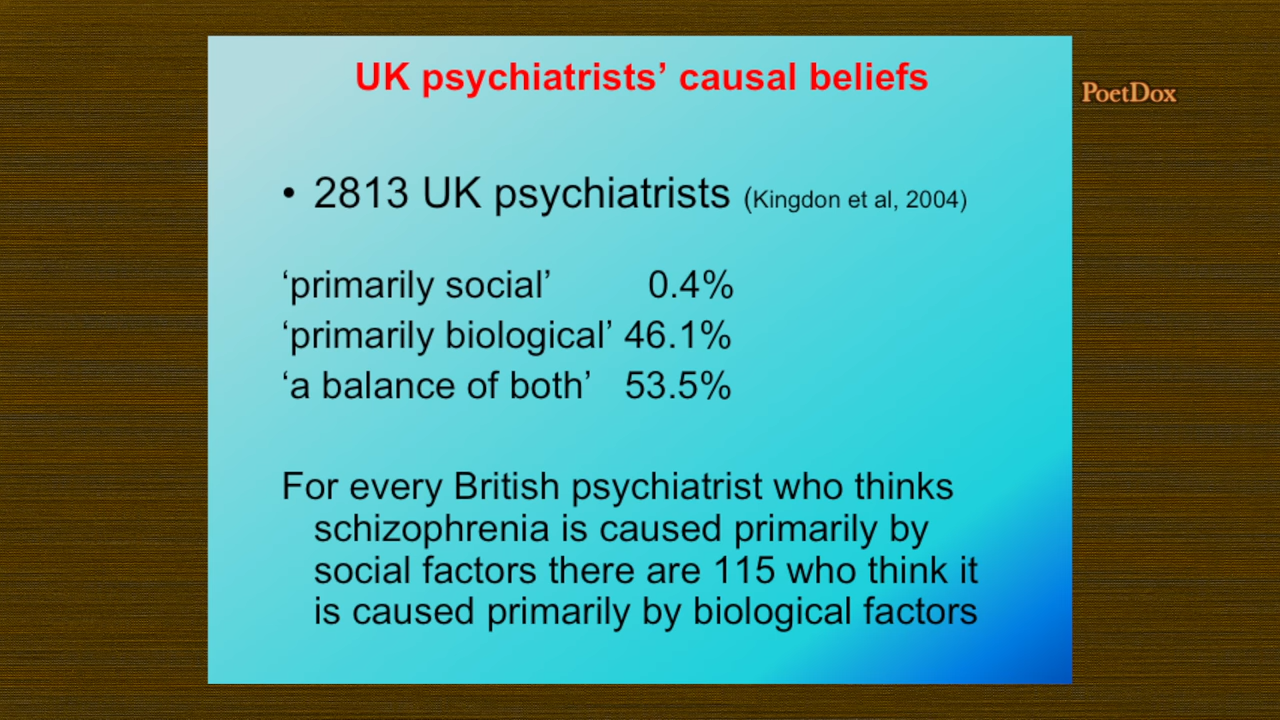 UK psychiatrists’ causal beliefs
PoetDox
• 2813 UK psychiatrists (Kingdon et al, 2004)
‘primarily social’ 0.4%
‘primarily biological’ 46.1%
‘a balance of both’ 53.5%
For every British psychiatrist who thinks
schizophrenia is caused primarily by
social factors there are 115 who think it
is caused primarily by biological factors